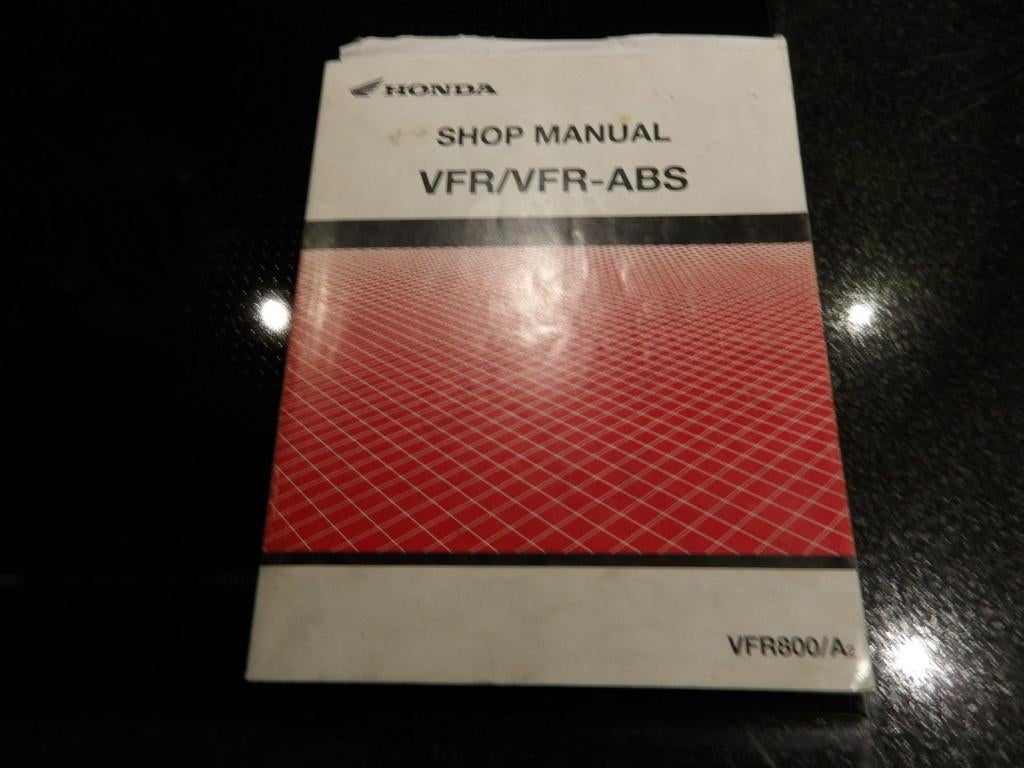 HONDA
SHOP MANUAL
VFR/VFR-ABS
VFR800/A2